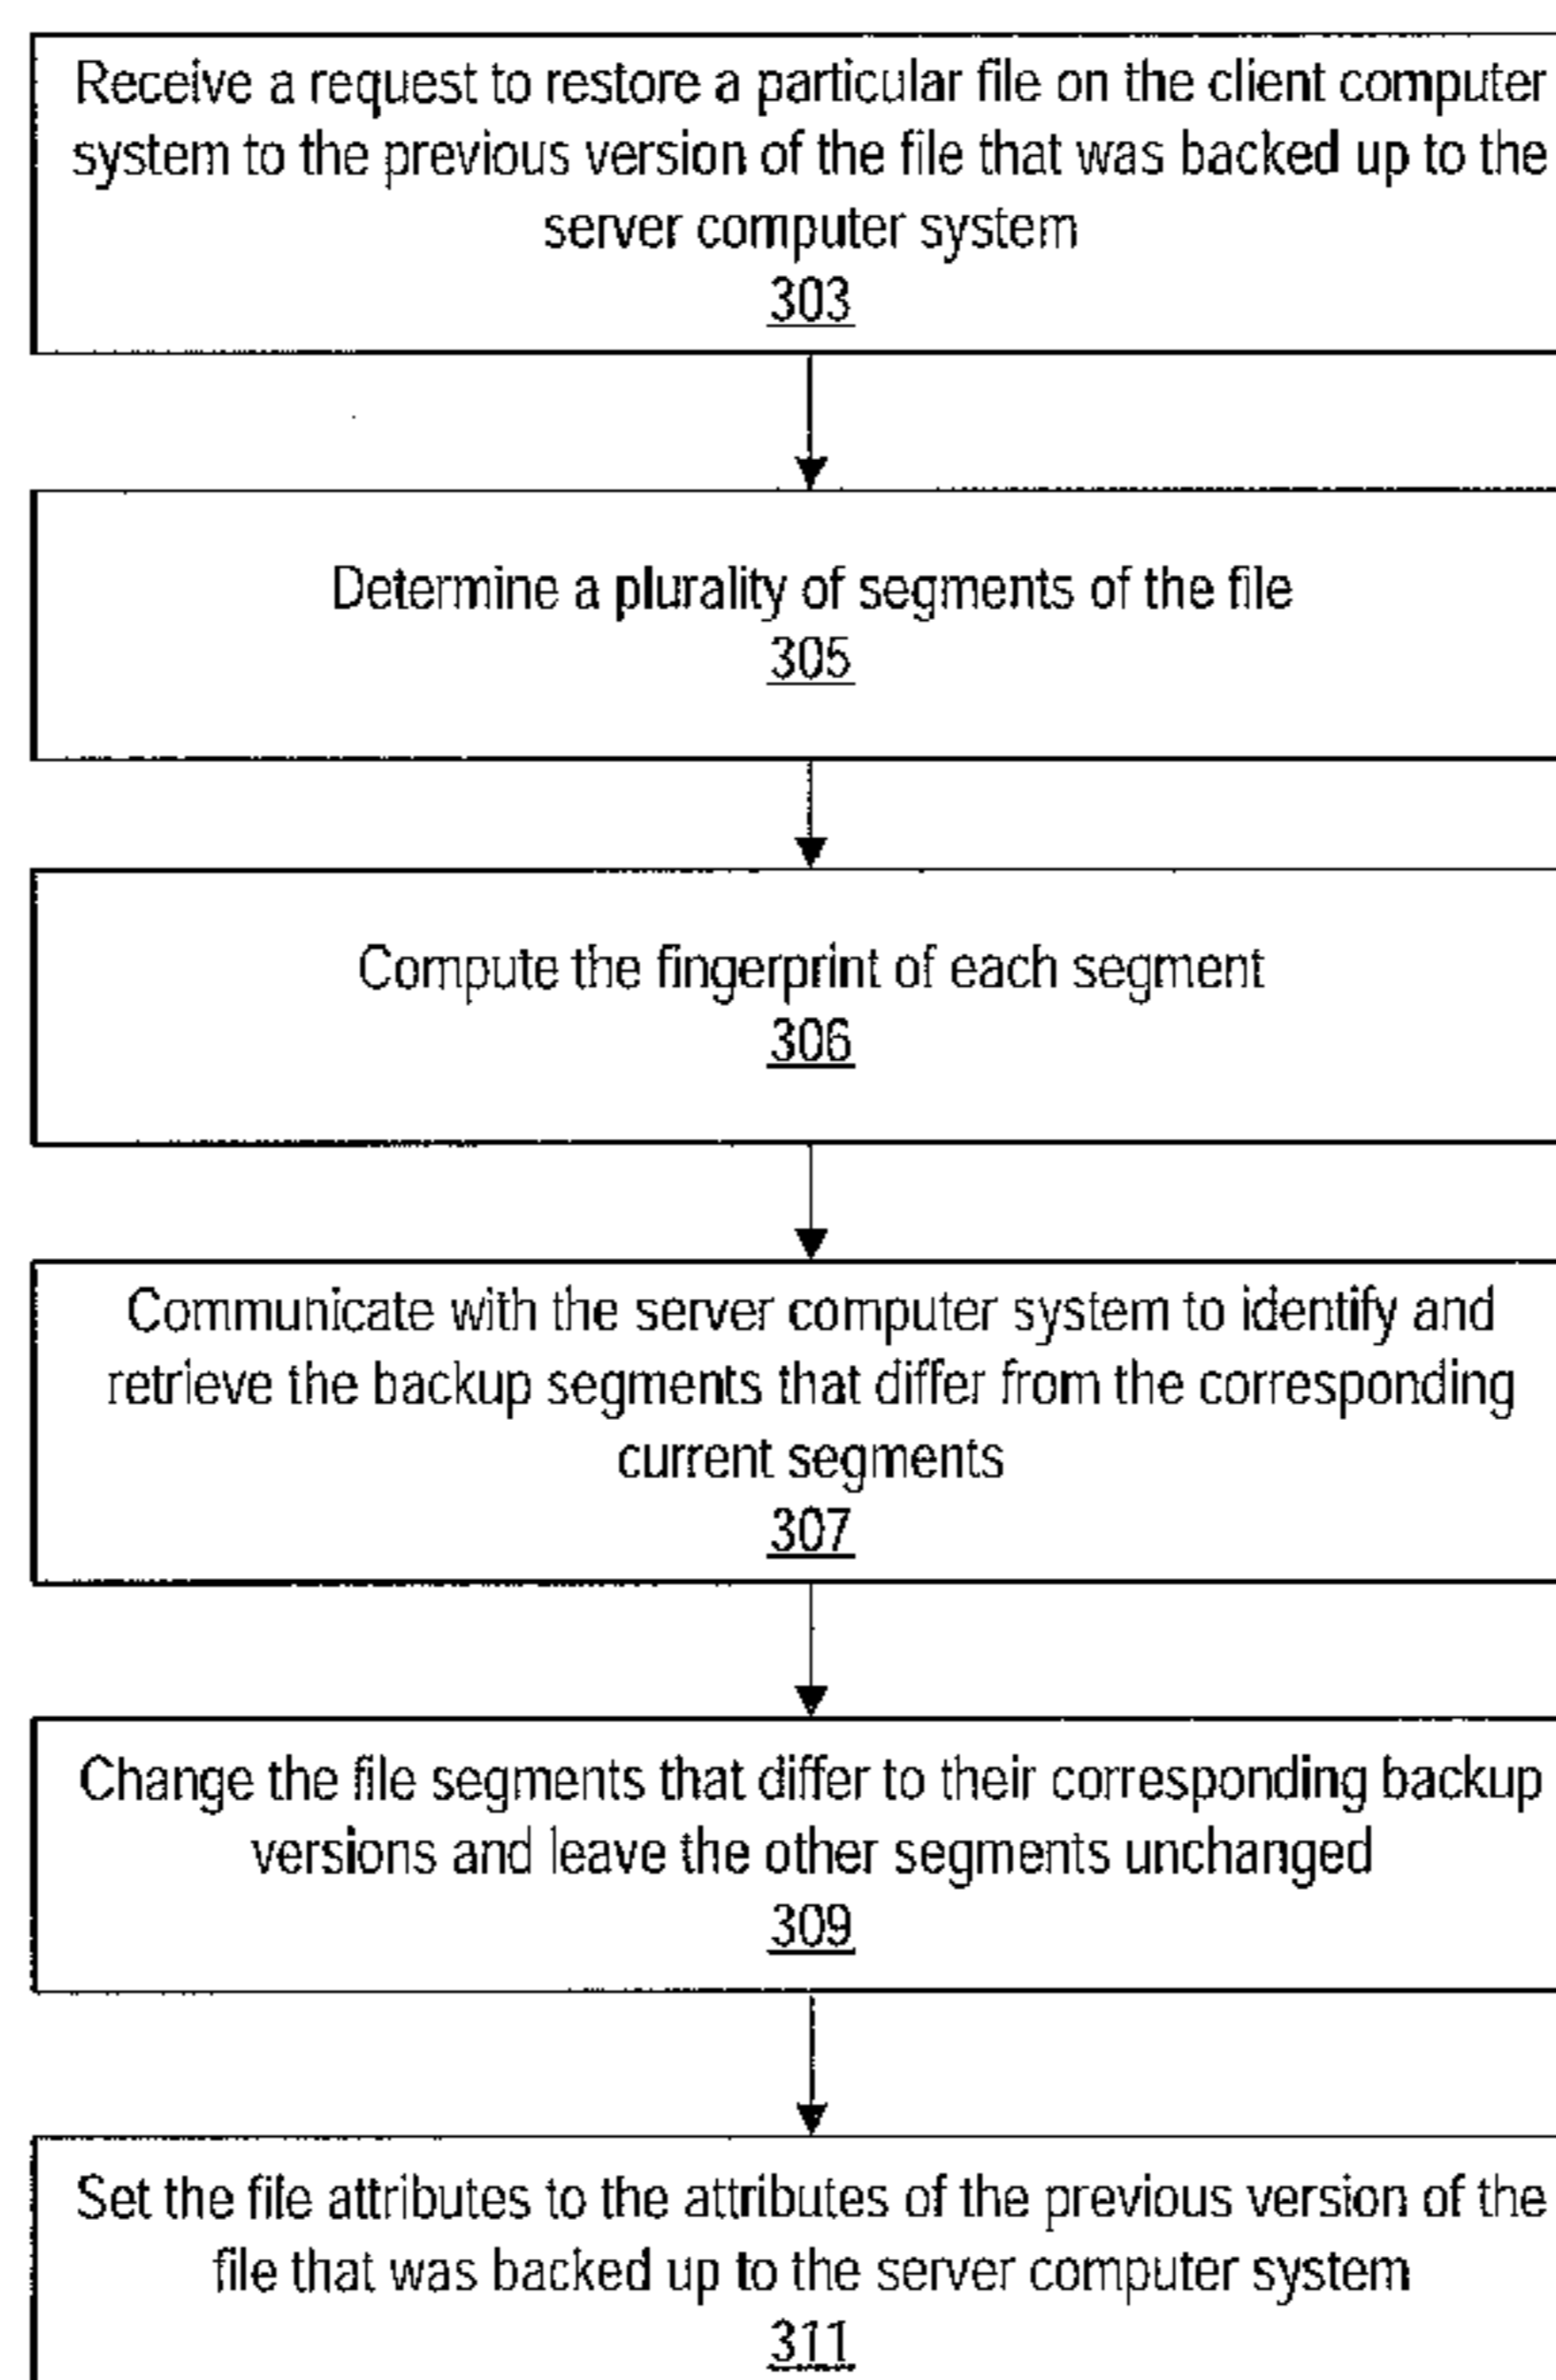 Receive a request to restore a particular file on the client computer
system to the previous version of the file that was backed up to the
server computer system
303
Determine a plurality of segments of the file
305
Compute the fingerprint of each segment
306
Communicate with the server computer system to identify and
retrieve the backup segments that differ from the corresponding
current segments
307
Change the file segments that differ to their corresponding backup
versions and leave the other segments unchanged
309
Set the file attributes to the attributes of the previous version of the
file that was backed up to the server computer system
311